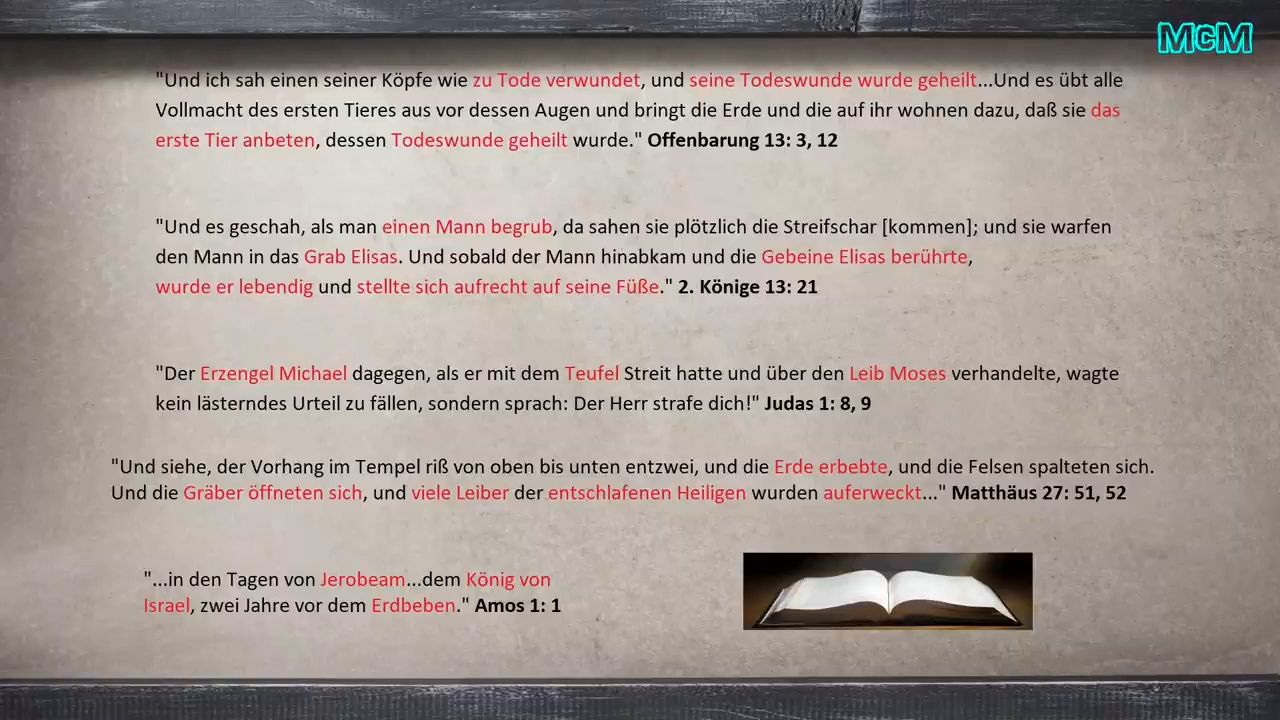 McM
"Und ich sah einen seiner Köpfe wie zu Tode verwundet, und seine Todeswunde wurde geheilt...Und es übt alle
Vollmacht des ersten Tieres aus vor dessen Augen und bringt die Erde und die auf ihr wohnen dazu, daß sie das
erste Tier anbeten, dessen Todeswunde geheilt wurde." Offenbarung 13: 3, 12
"Und es geschah, als man einen Mann begrub, da sahen sie plötzlich die Streifschar [kommen]; und sie warfen
den Mann in das Grab Elisas. Und sobald der Mann hinabkam und die Gebeine Elisas berührte,
wurde er lebendig und stellte sich aufrecht auf seine Füße." 2. Könige 13: 21
"Der Erzengel Michael dagegen, als er mit dem Teufel Streit hatte und über den Leib Moses verhandelte, wagte
kein lästerndes Urteil zu fällen, sondern sprach: Der Herr strafe dich!" Judas 1: 8, 9
"Und siehe, der Vorhang im Tempel riß von oben bis unten entzwei, und die Erde erbebte, und die Felsen spalteten sich.
Und die Gräber öffneten sich, und viele Leiber der entschlafenen Heiligen wurden auferweckt..." Matthäus 27: 51, 52
"...in den Tagen von Jerobeam...dem König von
Israel, zwei Jahre vor dem Erdbeben." Amos 1: 1